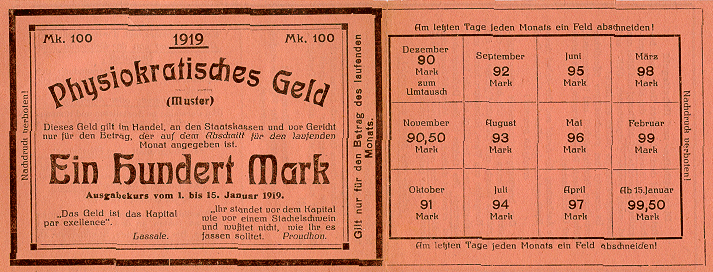 Mk. 100
1919
Mk. 100
Physiokratisches Geld
(Muster)
Dieses Geld gilt im Handel, an den Staatskassen und vor Gericht
nur für den Betrag, der auf dem Abschnitt für den laufenden
Monat angegeben ist.
Ein Hundert Mark
Ausgabekurs vom 1. bis 15. Januar 1919.
„Das Geld ist das Kapital
par excellence".
Lassale.
„Ihr standet vor dem Kapital
wie vor einem Stachelschwein
und wußtet nicht, wie ihr es
fassen solltet. Proudhon.
Nachdruck verboten!
Gilt nur für den Betrag des laufenden
Monats.
Am letzten Tage jeden Monats ein Feld abschneiden!
Dezember
90
Mark
zum
Umtausch
September
92
Mark
Juni
95
Mark
März
98
Mark
November
90,50
Mark
August
93
Mark
Mai
96
Mark
Februar
99
Mark
Oktober
91
Mark
Juli
94
Mark
April
97
Mark
Ab 15.Januar
99,50
Mark
Nachdruck verboten!
Am letzten Tage jeden Monats ein Feld abschneiden!